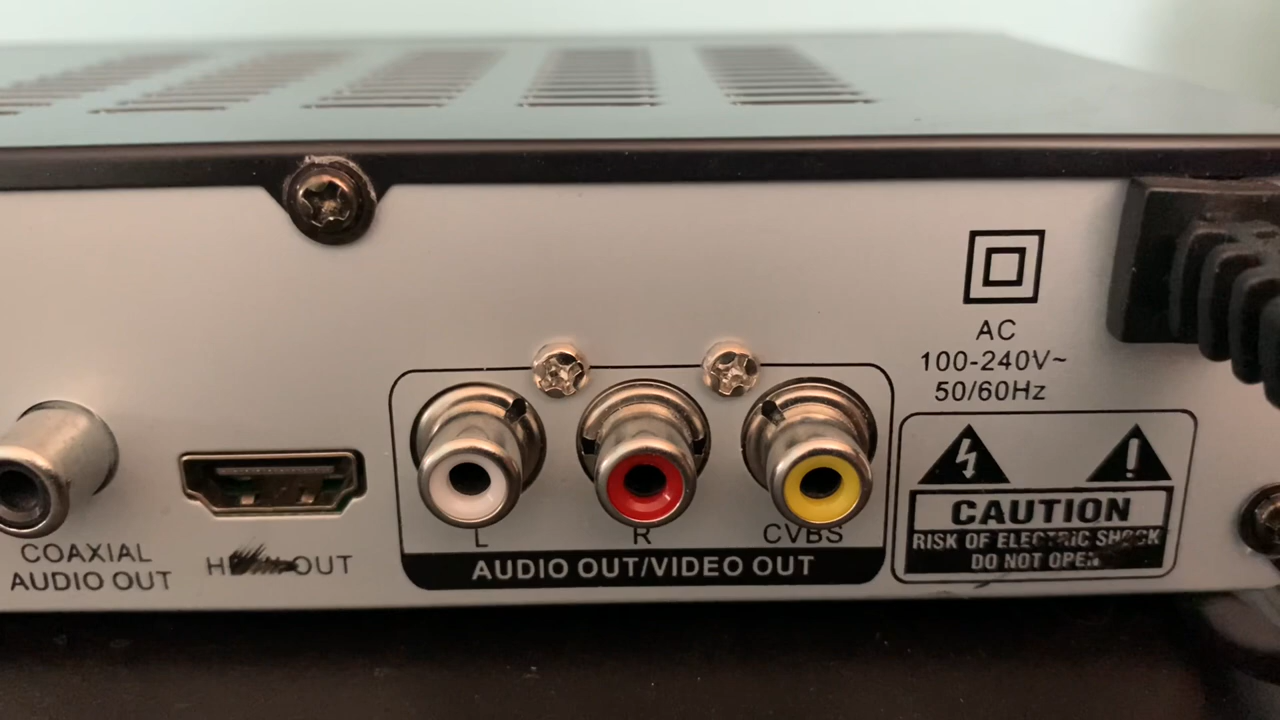 COAXIAL
AUDIO OUT
OUT
L
R
CVBS
AUDIO OUT/VIDEO OUT
AC
100-240V~
50/60Hz
CAUTION
RISK OF ELECTRIC SHOCK
DO NOT OPEN